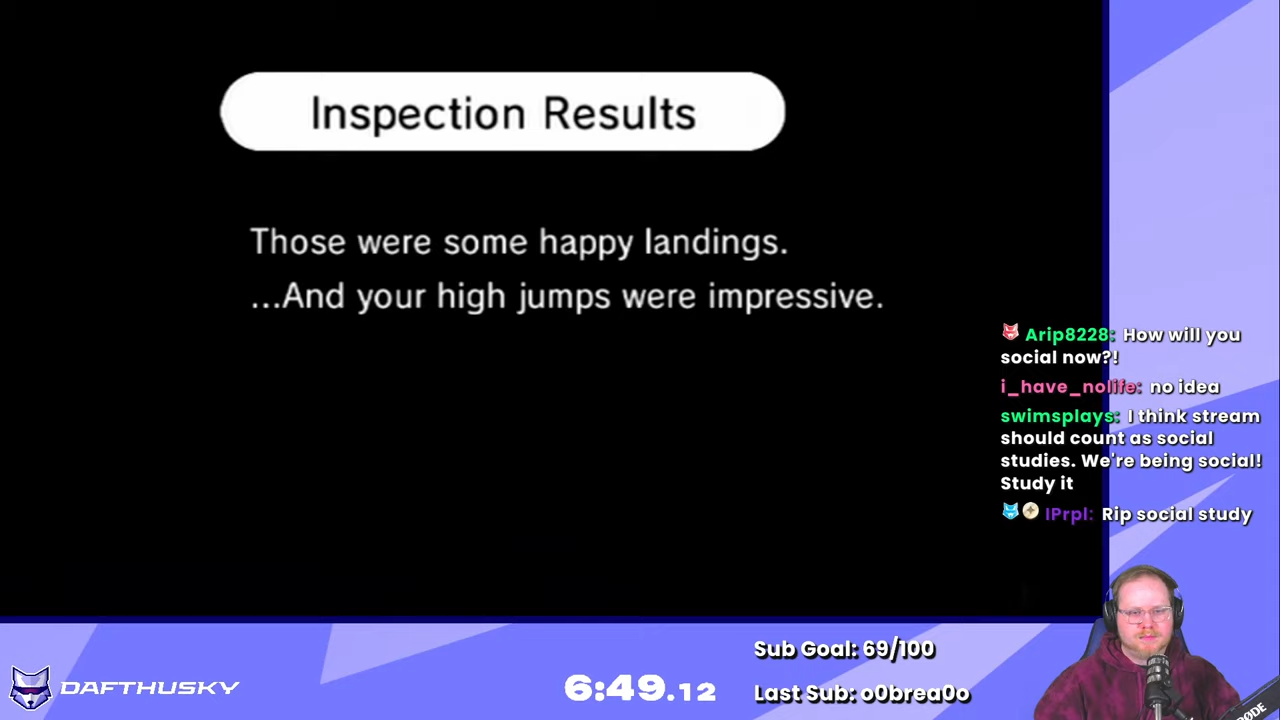 Inspection Results
Those were some happy landings.
...And your high jumps were impressive.
Arip8228: How will you
social now?!
i_have_nolife: no idea
swimsplays: I think stream
should count as social
studies. We're being social!
Study it
IPrpl: Rip social study
DAFTHUSKY
6:49.12
Sub Goal: 69/100
Last Sub: o0brea0o
RØDE